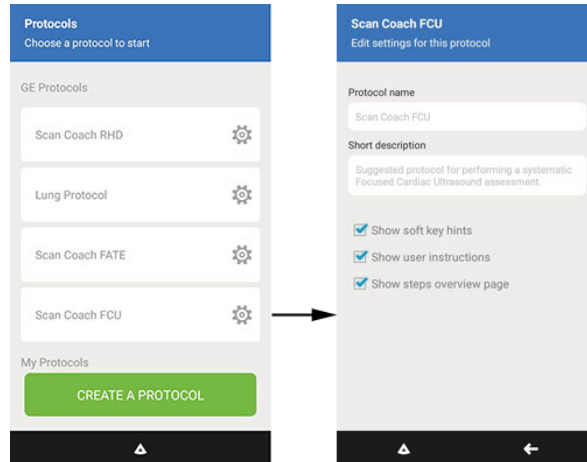 Protocols
Choose a protocol to start
GE Protocols
Scan Coach RHD
Lung Protocol
Scan Coach FATE
Scan Coach FCU
My Protocols
CREATE A PROTOCOL
Scan Coach FCU
Edit settings for this protocol
Protocol name
Scan Coach FCU
Short description
Suggested protocol for performing a systematic
Focused Cardiac Ultrasound assessment.
Show soft key hints
Show user instructions
Show steps overview page